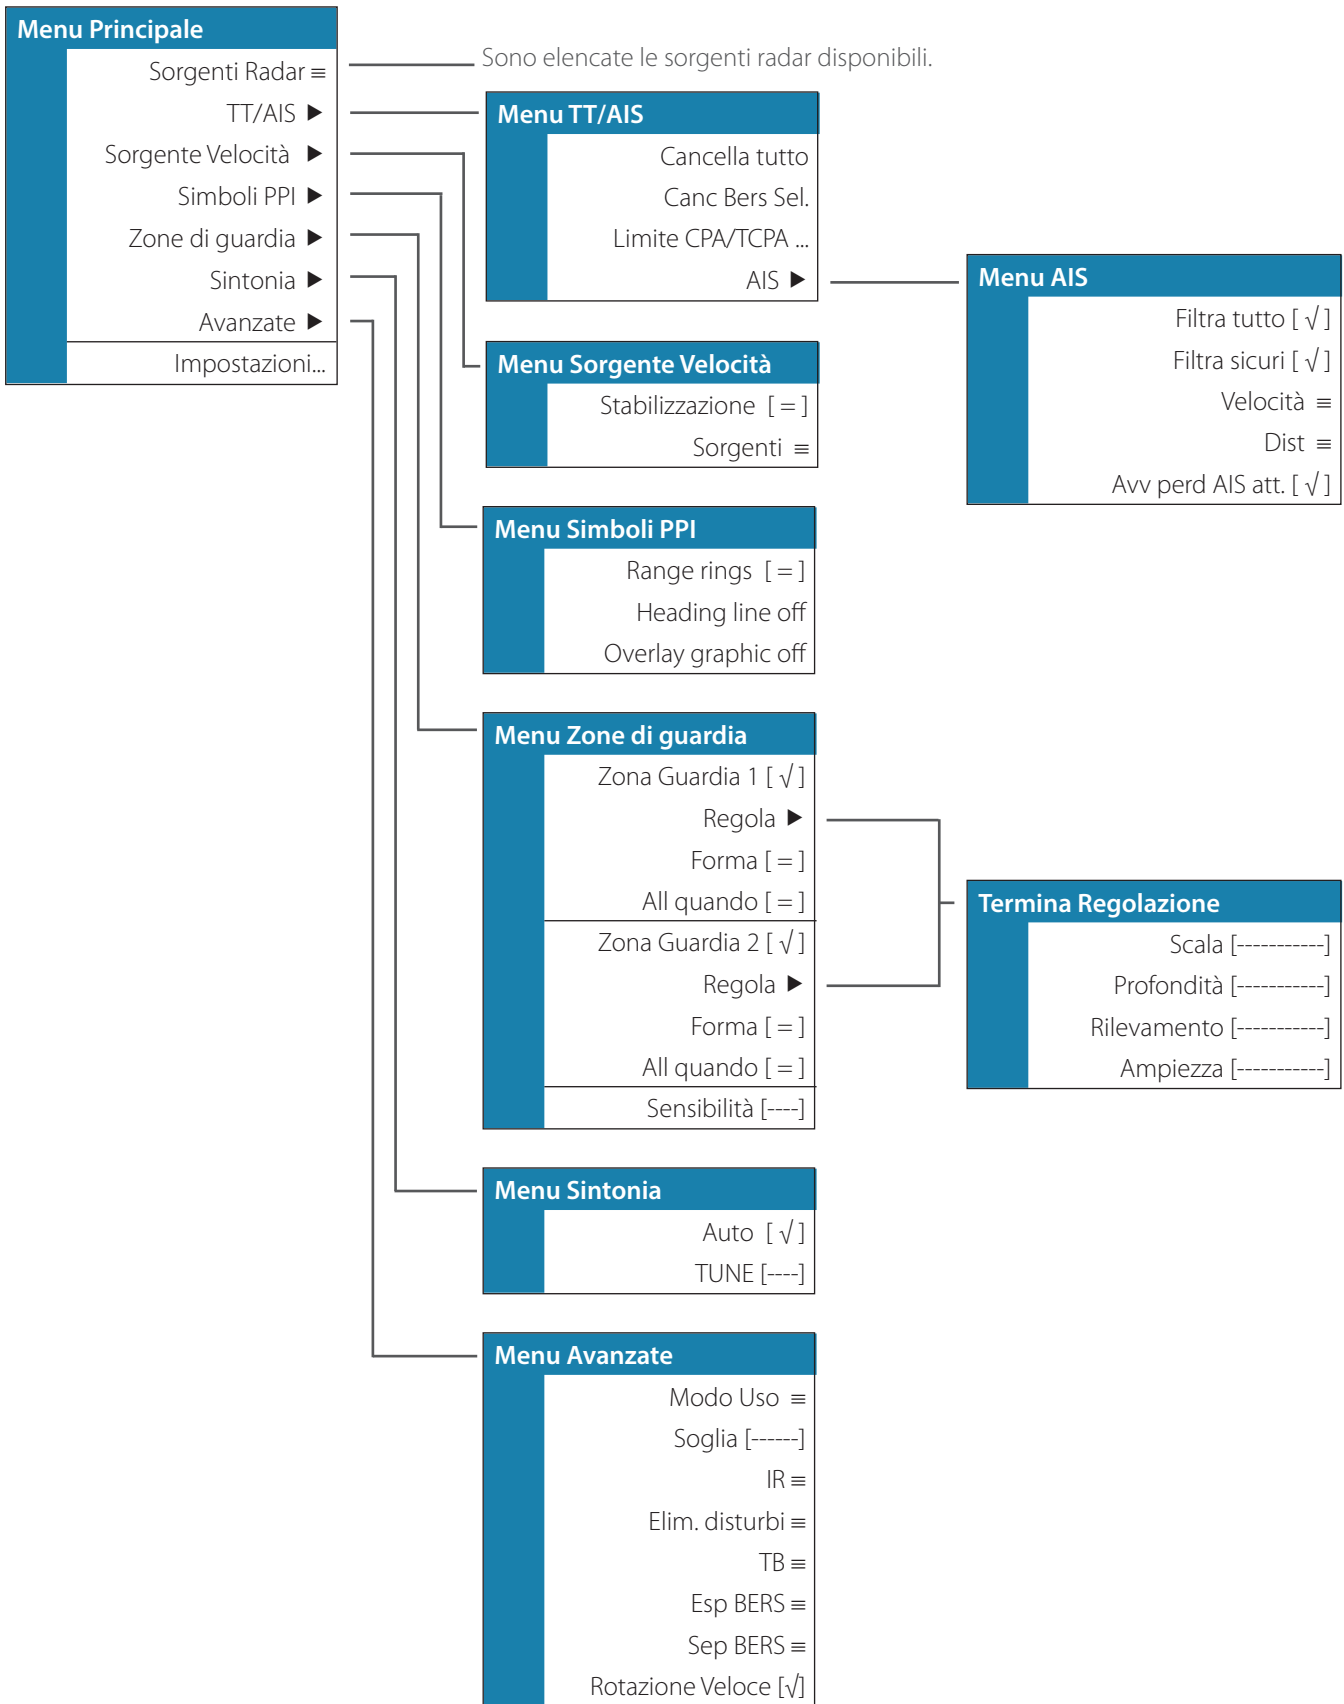 Menu Principale
Sorgenti Radar ≡
TT/AIS ▶
Sorgente Velocità ▶
Simboli PPI ▶
Zone di guardia ▶
Sintonia ▶
Avanzate ▶
Impostazioni...
Sono elencate le sorgenti radar disponibili.
Menu TT/AIS
Cancella tutto
Canc Bers Sel.
Limite CPA/TCPA ...
AIS ▶
Menu AIS
Filtra tutto [ √ ]
Filtra sicuri [ √ ]
Velocità ≡
Dist ≡
Avv perd AIS att. [ √ ]
Menu Sorgente Velocità
Stabilizzazione [ = ]
Sorgenti ≡
Menu Simboli PPI
Range rings [ = ]
Heading line off
Overlay graphic off
Menu Zone di guardia
Zona Guardia 1 [ √ ]
Regola ▶
Forma [ = ]
All quando [ = ]
Zona Guardia 2 [ √ ]
Regola ▶
Forma [ = ]
All quando [ = ]
Sensibilità [----]
Termina Regolazione
Scala [-----------]
Profondità [-----------]
Rilevamento [-----------]
Ampiezza [-----------]
Menu Sintonia
Auto [ √ ]
TUNE [----]
Menu Avanzate
Modo Uso ≡
Soglia [------]
IR ≡
Elim. disturbi ≡
TB ≡
Esp BERS ≡
Sep BERS ≡
Rotazione Veloce [√]